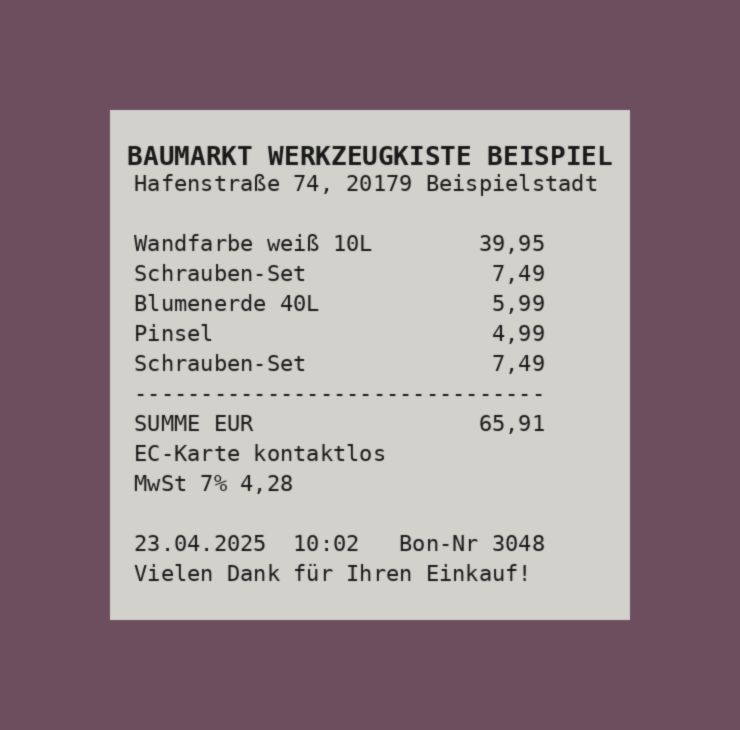 BAUMARKT WERKZEUGKISTE BEISPIEL
Hafenstraße 74, 20179 Beispielstadt
Wandfarbe weiß 10L 39,95
Schrauben-Set 7,49
Blumenerde 40L 5,99
Pinsel 4,99
Schrauben-Set 7,49
-------------------------------
SUMME EUR 65,91
EC-Karte kontaktlos
MwSt 7% 4,28
23.04.2025 10:02 Bon-Nr 3048
Vielen Dank für Ihren Einkauf!